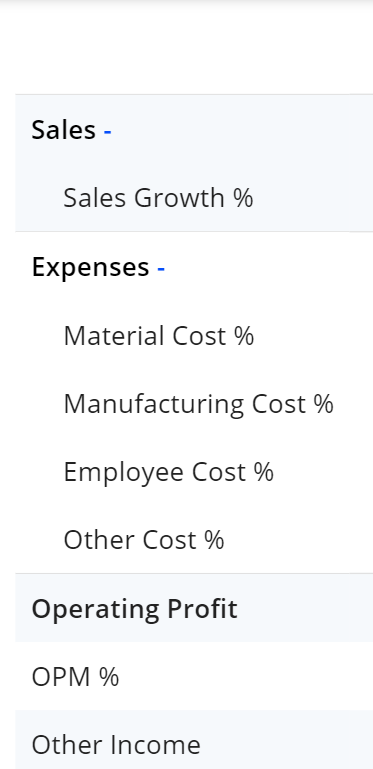 Sales -
Sales Growth %
Expenses -
Material Cost %
Manufacturing Cost %
Employee Cost %
Other Cost %
Operating Profit
OPM %
Other Income